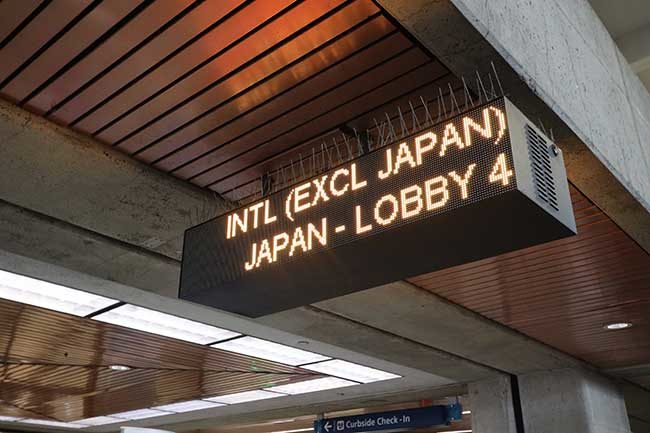 INTL (EXCL JAPAN)
JAPAN - LOBBY 4
Curbside Check-In